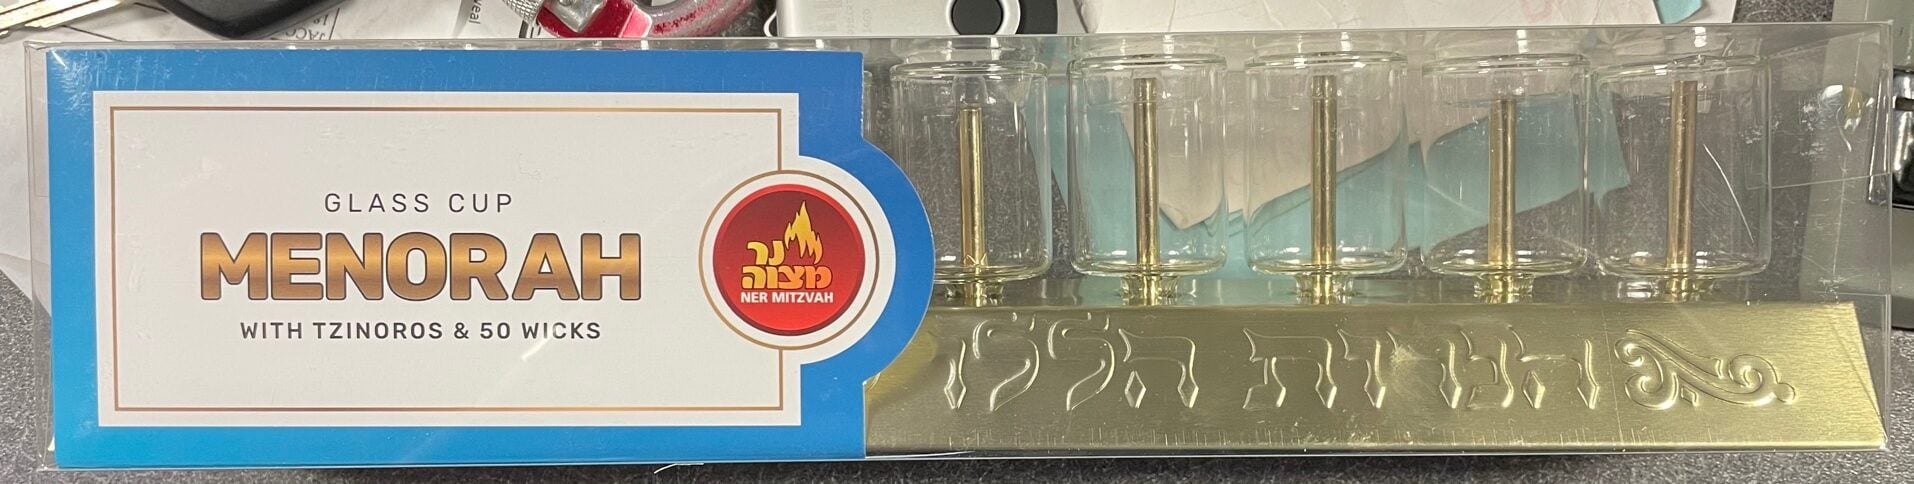 GLASS CUP
MENORAH
WITH TZINOROS & 50 WICKS
נר
מצוה
NER MITZVAH
הנרות הללו